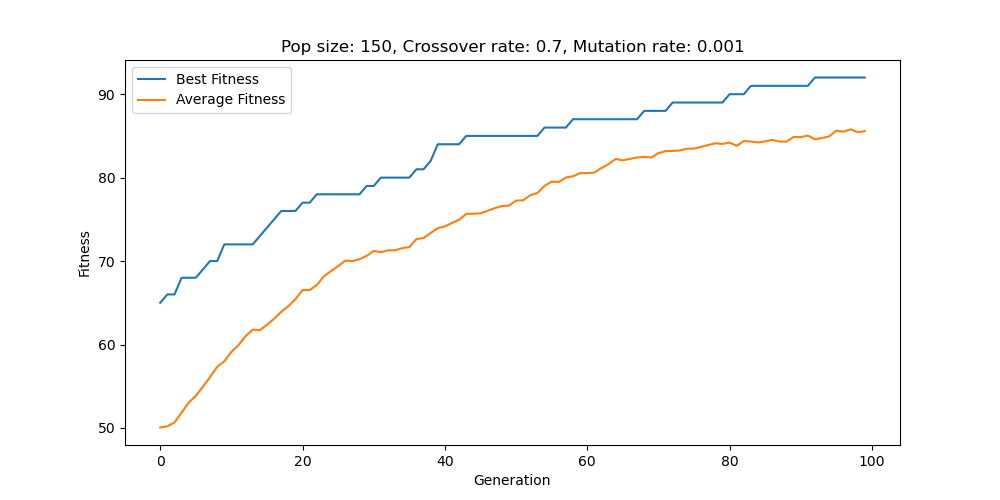 Pop size: 150, Crossover rate: 0.7, Mutation rate: 0.001
Best Fitness
Average Fitness
90
80
70
60
50
Fitness
0 20 40 60 80 100
Generation